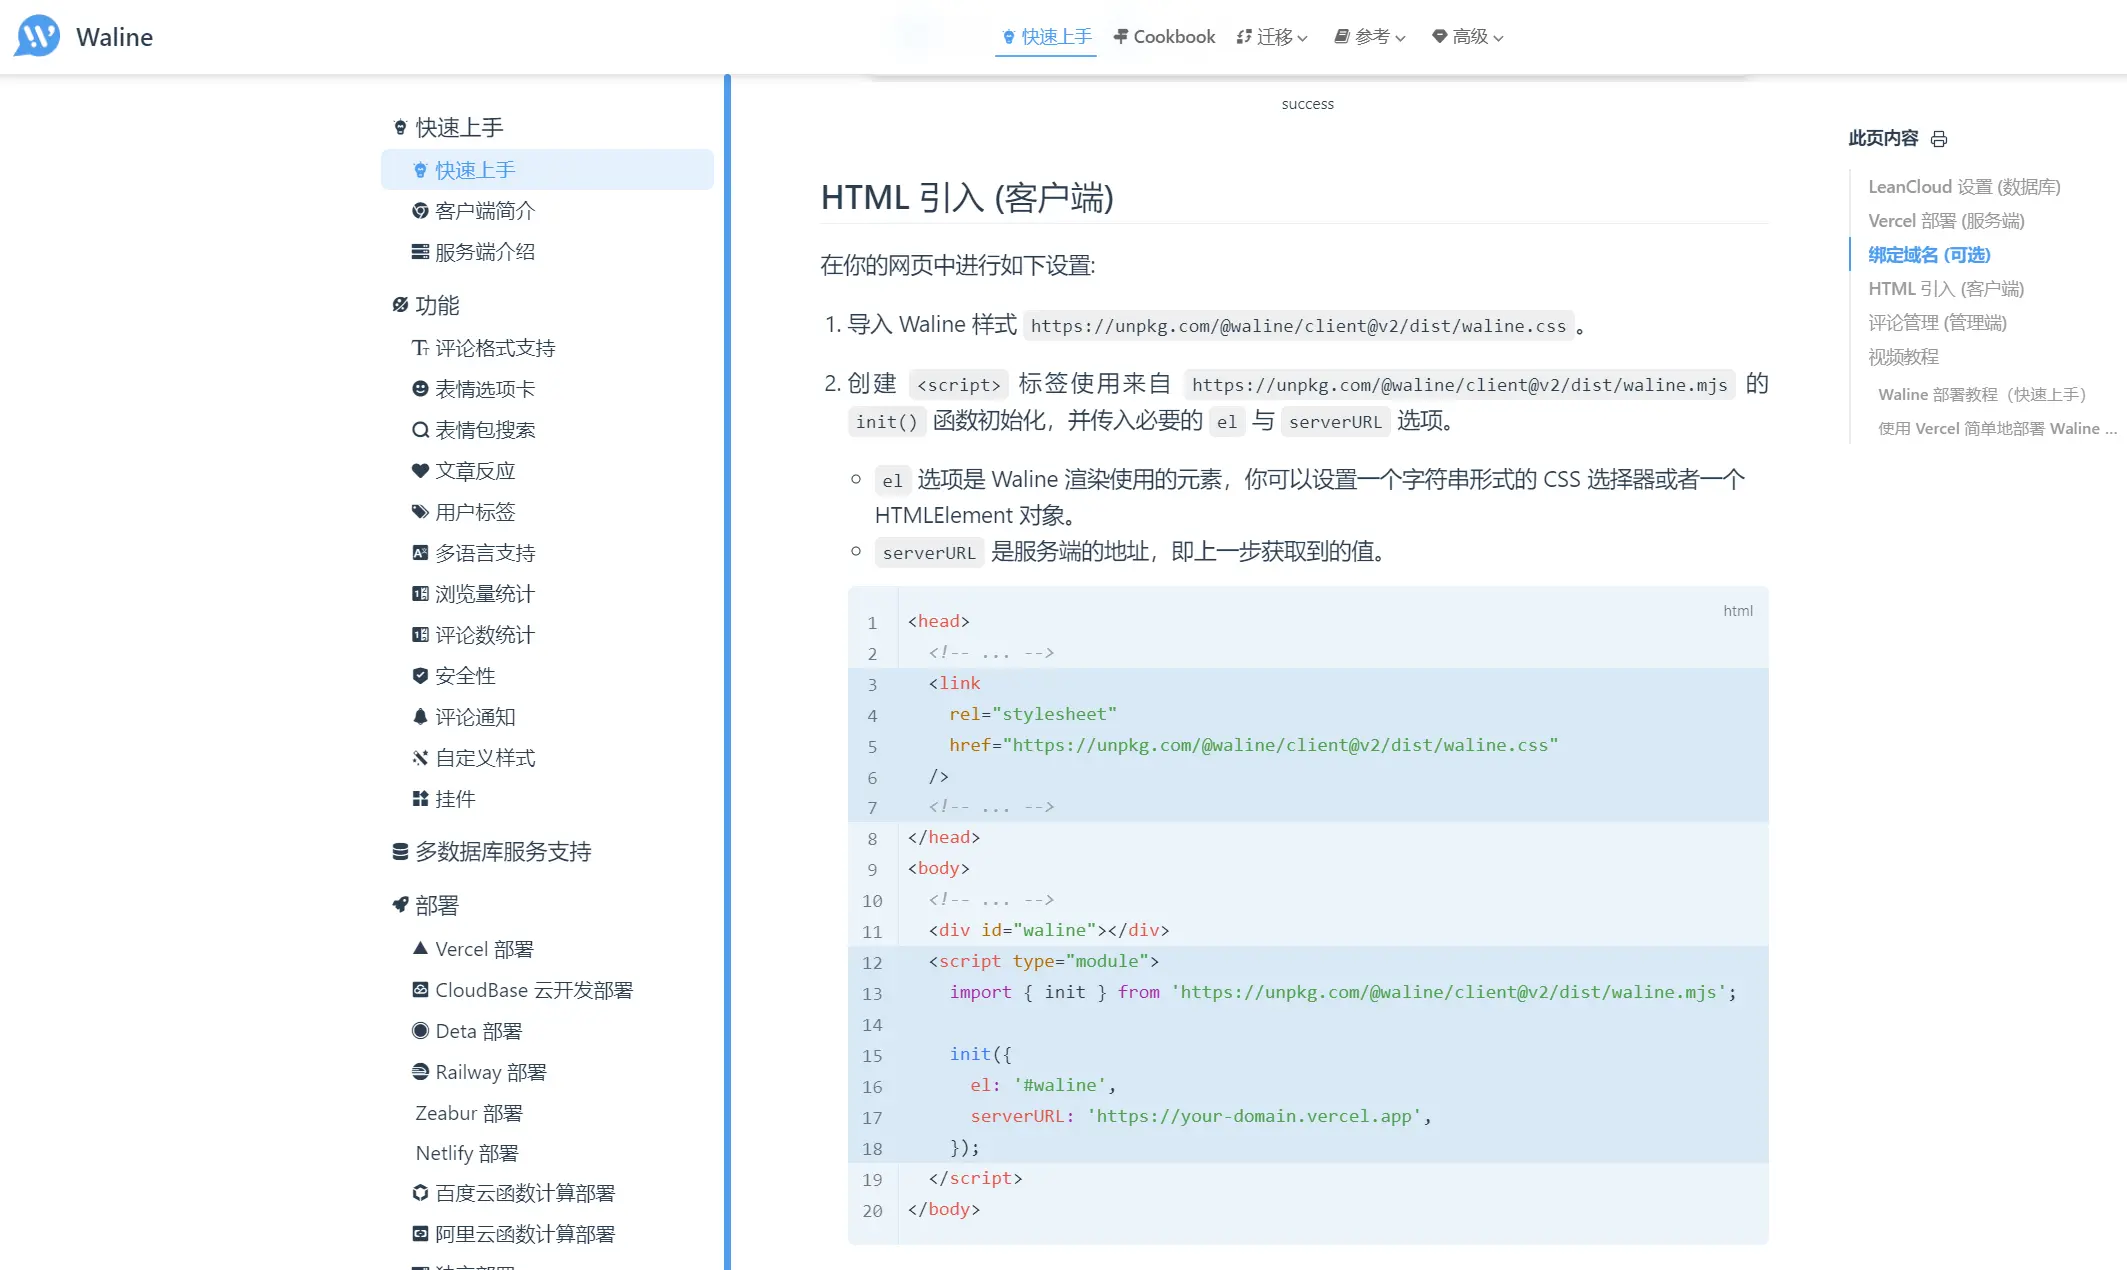 Waline
快速上手
Cookbook
迁移
参考
高级
快速上手
快速上手
客户端简介
服务端介绍
功能
评论格式支持
表情选项卡
表情包搜索
文章反应
用户标签
多语言支持
浏览量统计
评论数统计
安全性
评论通知
自定义样式
挂件
多数据库服务支持
部署
Vercel 部署
CloudBase 云开发部署
Deta 部署
Railway 部署
Zeabur 部署
Netlify 部署
百度云函数计算部署
阿里云函数计算部署
success
HTML 引入 (客户端)
在你的网页中进行如下设置:
1. 导入 Waline 样式 https://unpkg.com/@waline/client@v2/dist/waline.css 。
2. 创建 <script> 标签使用来自 https://unpkg.com/@waline/client@v2/dist/waline.mjs 的
init() 函数初始化，并传入必要的 el 与 serverURL 选项。
el 选项是 Waline 渲染使用的元素，你可以设置一个字符串形式的 CSS 选择器或者一个
HTMLElement 对象。
serverURL 是服务端的地址，即上一步获取到的值。
html
1 <head>
2 <!-- ... -->
3 <link
4 rel="stylesheet"
5 href="https://unpkg.com/@waline/client@v2/dist/waline.css"
6 />
7 <!-- ... -->
8 </head>
9 <body>
10 <!-- ... -->
11 <div id="waline"></div>
12 <script type="module">
13 import { init } from 'https://unpkg.com/@waline/client@v2/dist/waline.mjs';
14
15 init({
16 el: '#waline',
17 serverURL: 'https://your-domain.vercel.app',
18 });
19 </script>
20 </body>
此页内容
LeanCloud 设置 (数据库)
Vercel 部署 (服务端)
绑定域名 (可选)
HTML 引入 (客户端)
评论管理 (管理端)
视频教程
Waline 部署教程（快速上手）
使用 Vercel 简单地部署 Waline ...